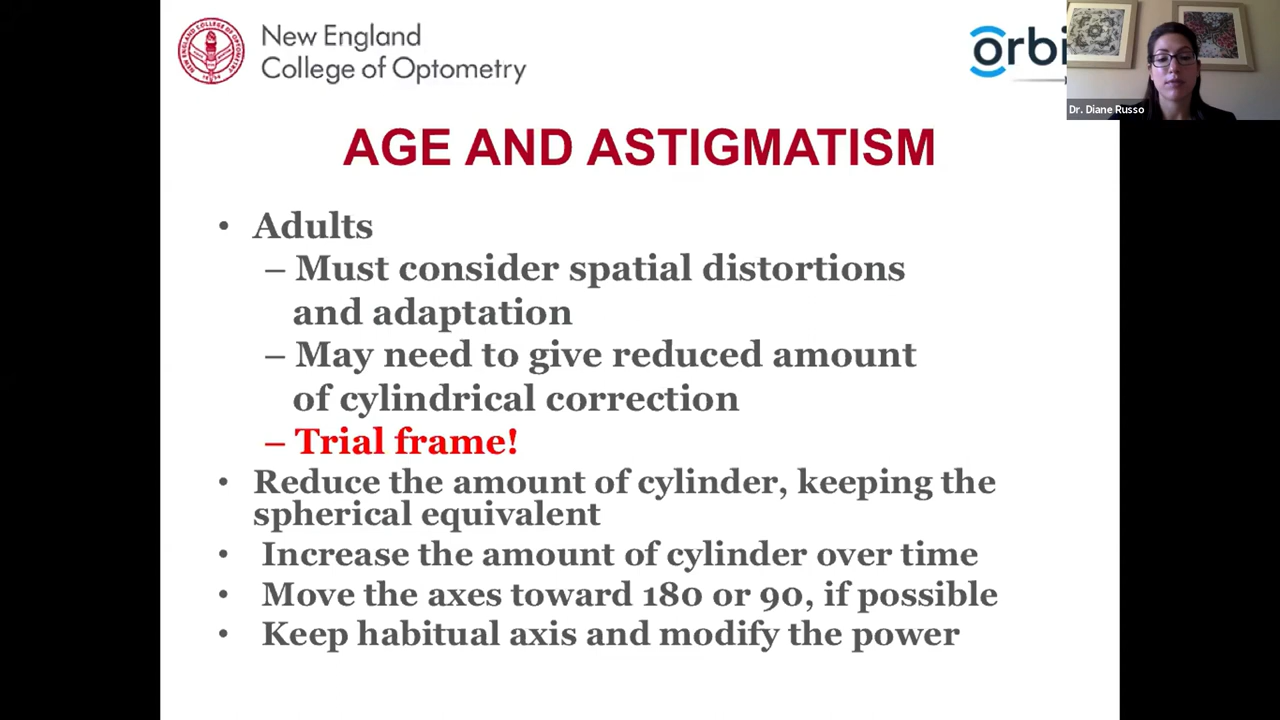 New England
College of Optometry
orbi
Dr. Diane Russo
AGE AND ASTIGMATISM
• Adults
– Must consider spatial distortions
and adaptation
– May need to give reduced amount
of cylindrical correction
– Trial frame!
• Reduce the amount of cylinder, keeping the
spherical equivalent
• Increase the amount of cylinder over time
• Move the axes toward 180 or 90, if possible
• Keep habitual axis and modify the power